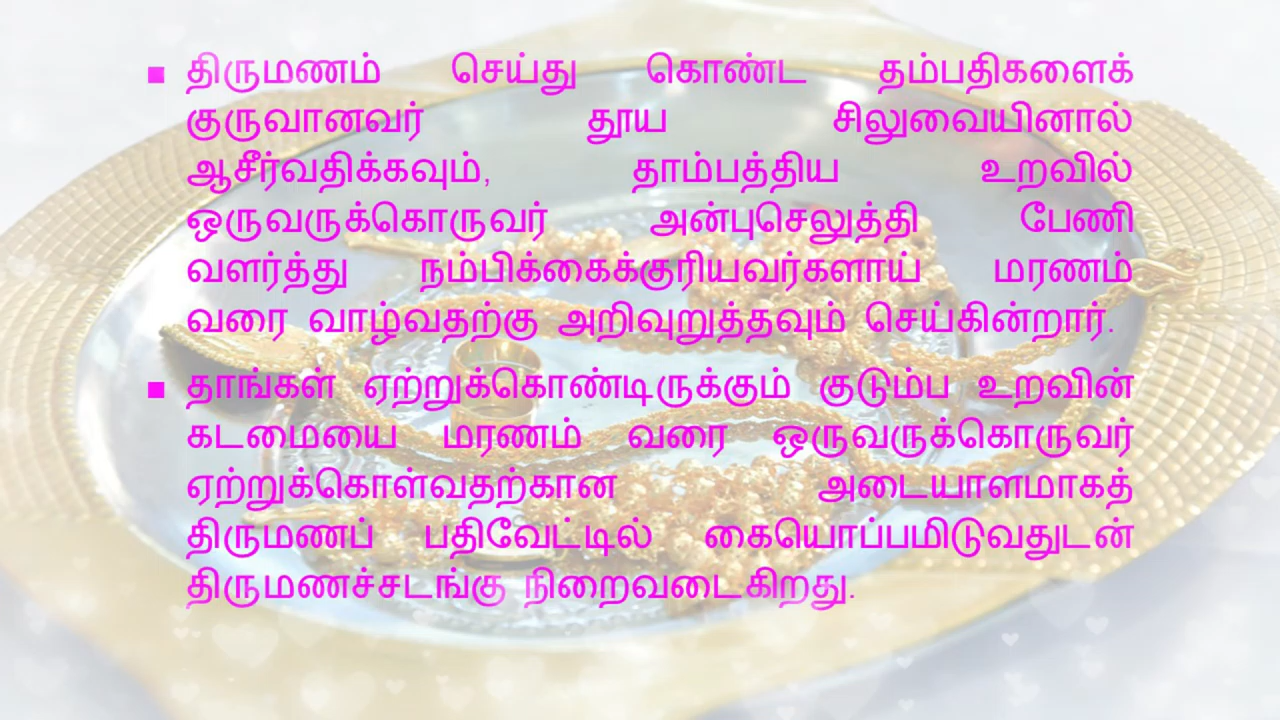 ▪ திருமணம் செய்து கொண்ட தம்பதிகளைக்
குருவானவர் தூய சிலுவையினால்
ஆசீர்வதிக்கவும், தாம்பத்திய உறவில்
ஒருவருக்கொருவர் அன்புசெலுத்தி பேணி
வளர்த்து நம்பிக்கைக்குரியவர்களாய் மரணம்
வரை வாழ்வதற்கு அறிவுறுத்தவும் செய்கின்றார்.
▪ தாங்கள் ஏற்றுக்கொண்டிருக்கும் குடும்ப உறவின்
கடமையை மரணம் வரை ஒருவருக்கொருவர்
ஏற்றுக்கொள்வதற்கான அடையாளமாகத்
திருமணப் பதிவேட்டில் கையொப்பமிடுவதுடன்
திருமணச்சடங்கு நிறைவடைகிறது.